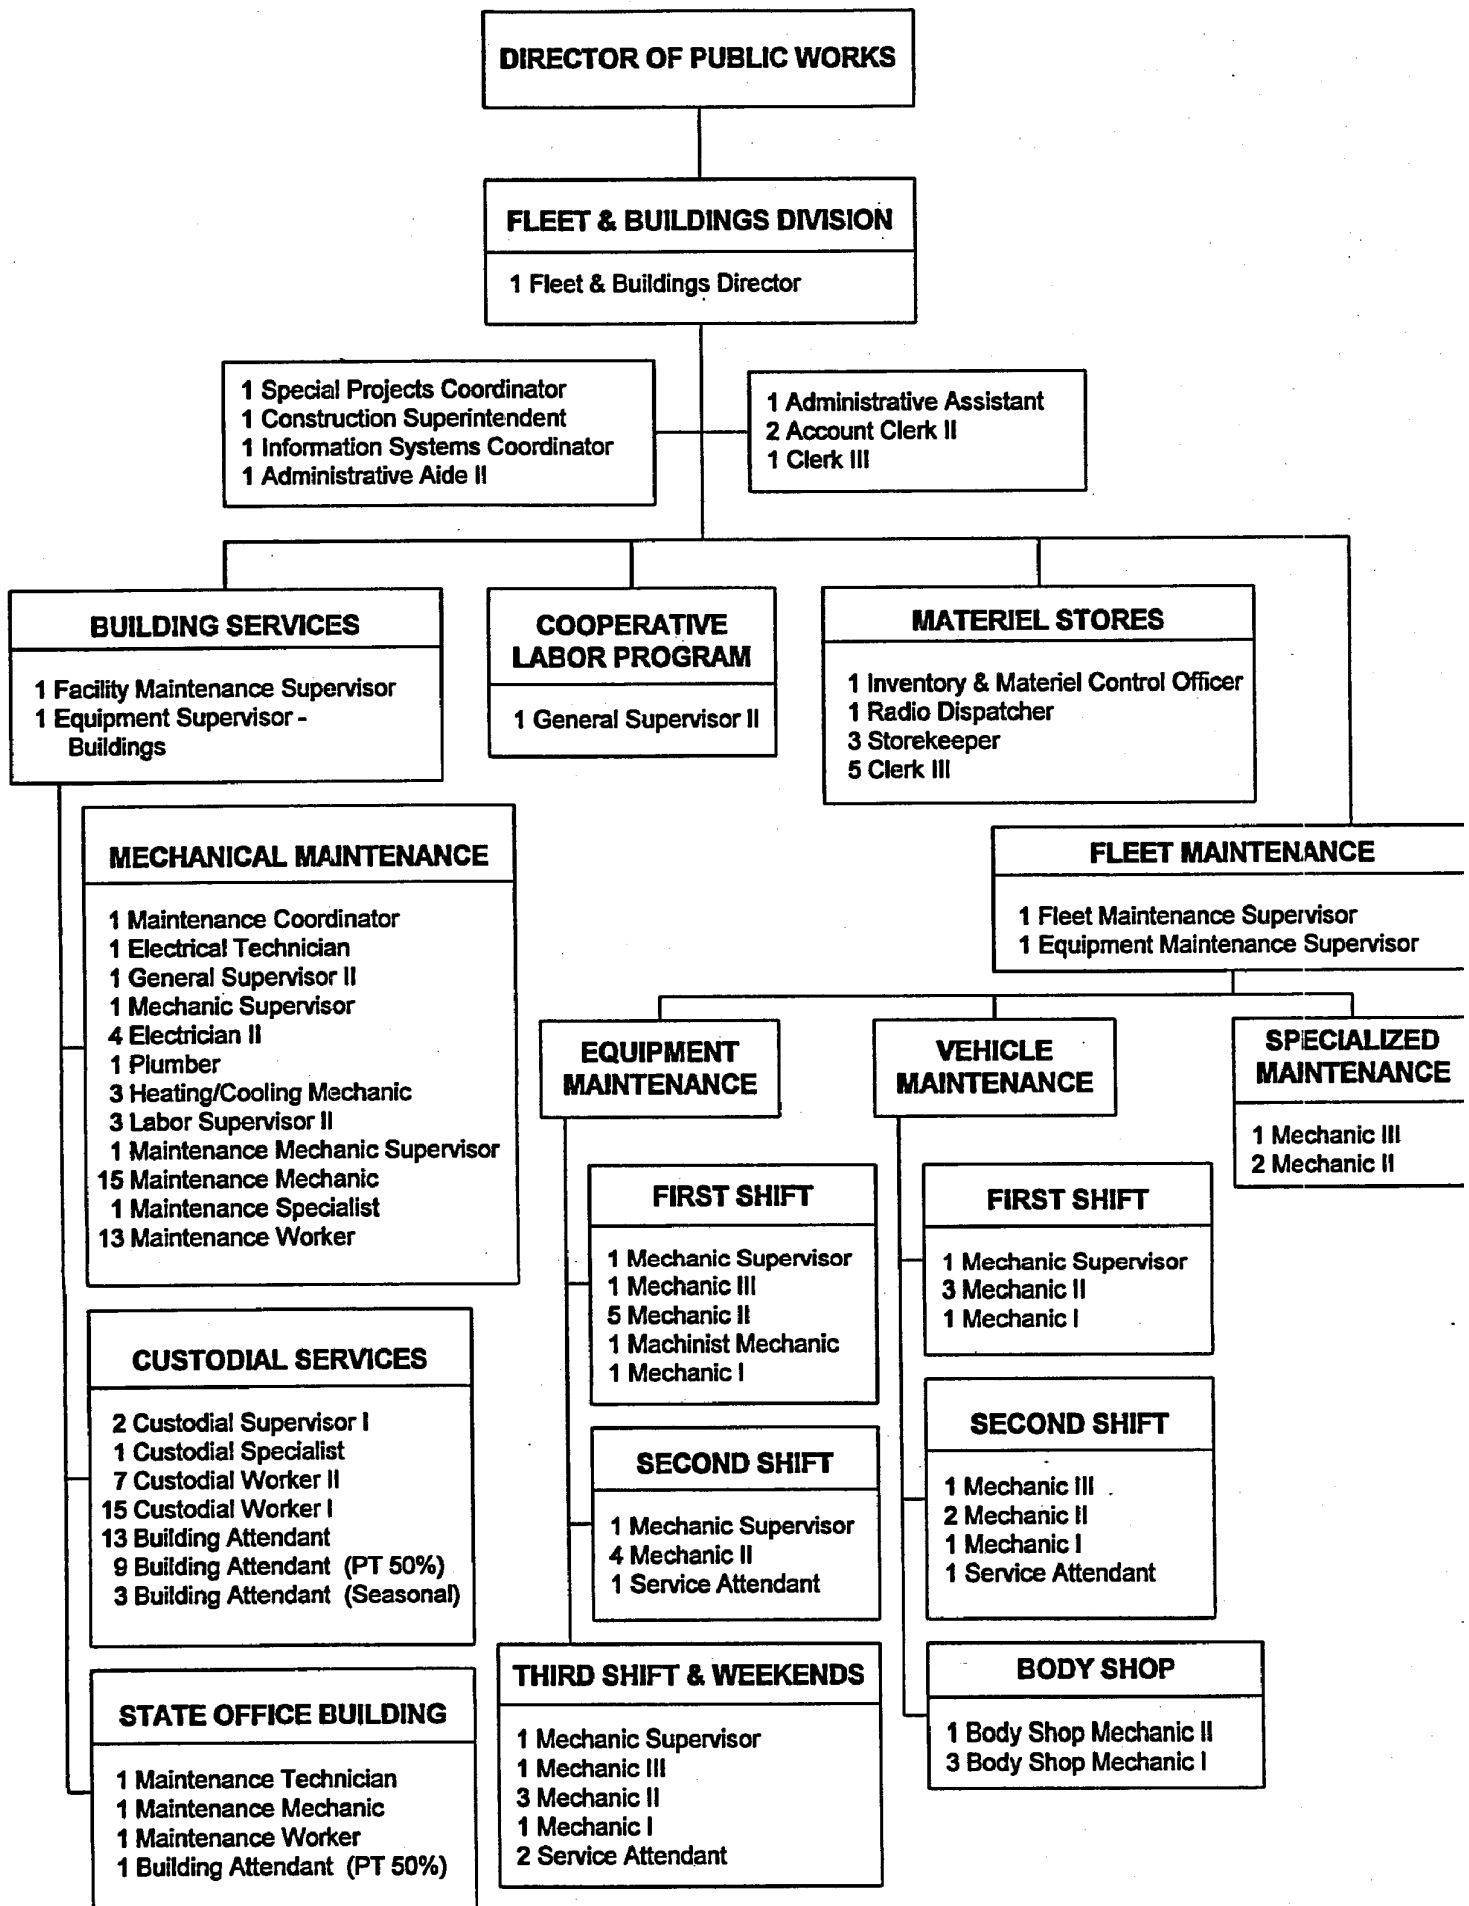 DIRECTOR OF PUBLIC WORKS
FLEET & BUILDINGS DIVISION
1 Fleet & Buildings Director
1 Special Projects Coordinator
1 Construction Superintendent
1 Information Systems Coordinator
1 Administrative Aide II
1 Administrative Assistant
2 Account Clerk II
1 Clerk III
BUILDING SERVICES
1 Facility Maintenance Supervisor
1 Equipment Supervisor -
Buildings
COOPERATIVE
LABOR PROGRAM
1 General Supervisor II
MATERIEL STORES
1 Inventory & Materiel Control Officer
1 Radio Dispatcher
3 Storekeeper
5 Clerk III
MECHANICAL MAINTENANCE
1 Maintenance Coordinator
1 Electrical Technician
1 General Supervisor II
1 Mechanic Supervisor
4 Electrician II
1 Plumber
3 Heating/Cooling Mechanic
3 Labor Supervisor II
1 Maintenance Mechanic Supervisor
15 Maintenance Mechanic
1 Maintenance Specialist
13 Maintenance Worker
CUSTODIAL SERVICES
2 Custodial Supervisor I
1 Custodial Specialist
7 Custodial Worker II
15 Custodial Worker I
13 Building Attendant
9 Building Attendant (PT 50%)
3 Building Attendant (Seasonal)
STATE OFFICE BUILDING
1 Maintenance Technician
1 Maintenance Mechanic
1 Maintenance Worker
1 Building Attendant (PT 50%)
FLEET MAINTENANCE
1 Fleet Maintenance Supervisor
1 Equipment Maintenance Supervisor
EQUIPMENT
MAINTENANCE
FIRST SHIFT
1 Mechanic Supervisor
1 Mechanic III
5 Mechanic II
1 Machinist Mechanic
1 Mechanic I
SECOND SHIFT
1 Mechanic Supervisor
4 Mechanic II
1 Service Attendant
THIRD SHIFT & WEEKENDS
1 Mechanic Supervisor
1 Mechanic III
3 Mechanic II
1 Mechanic I
2 Service Attendant
VEHICLE
MAINTENANCE
FIRST SHIFT
1 Mechanic Supervisor
3 Mechanic II
1 Mechanic I
SECOND SHIFT
1 Mechanic III
2 Mechanic II
1 Mechanic I
1 Service Attendant
BODY SHOP
1 Body Shop Mechanic II
3 Body Shop Mechanic I
SPECIALIZED
MAINTENANCE
1 Mechanic III
2 Mechanic II